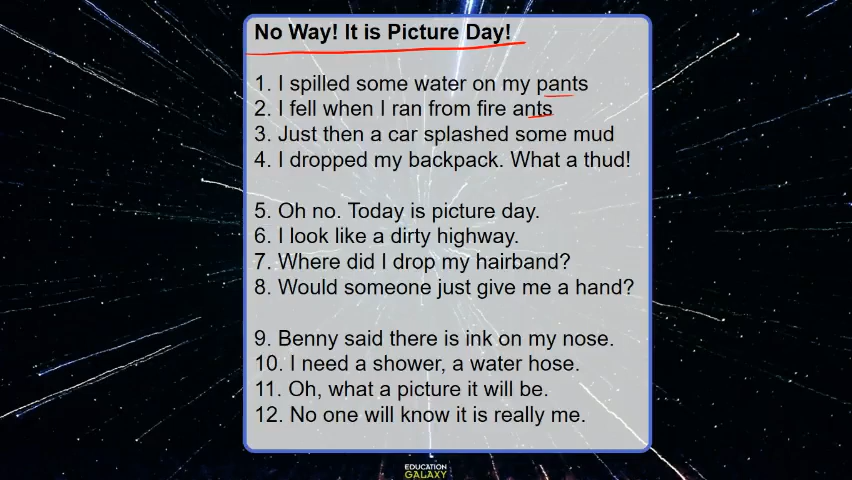 No Way! It is Picture Day!
1. I spilled some water on my pants
2. I fell when I ran from fire ants
3. Just then a car splashed some mud
4. I dropped my backpack. What a thud!
5. Oh no. Today is picture day.
6. I look like a dirty highway.
7. Where did I drop my hairband?
8. Would someone just give me a hand?
9. Benny said there is ink on my nose.
10. I need a shower, a water hose.
11. Oh, what a picture it will be.
12. No one will know it is really me.
EDUCATION
GALAXY